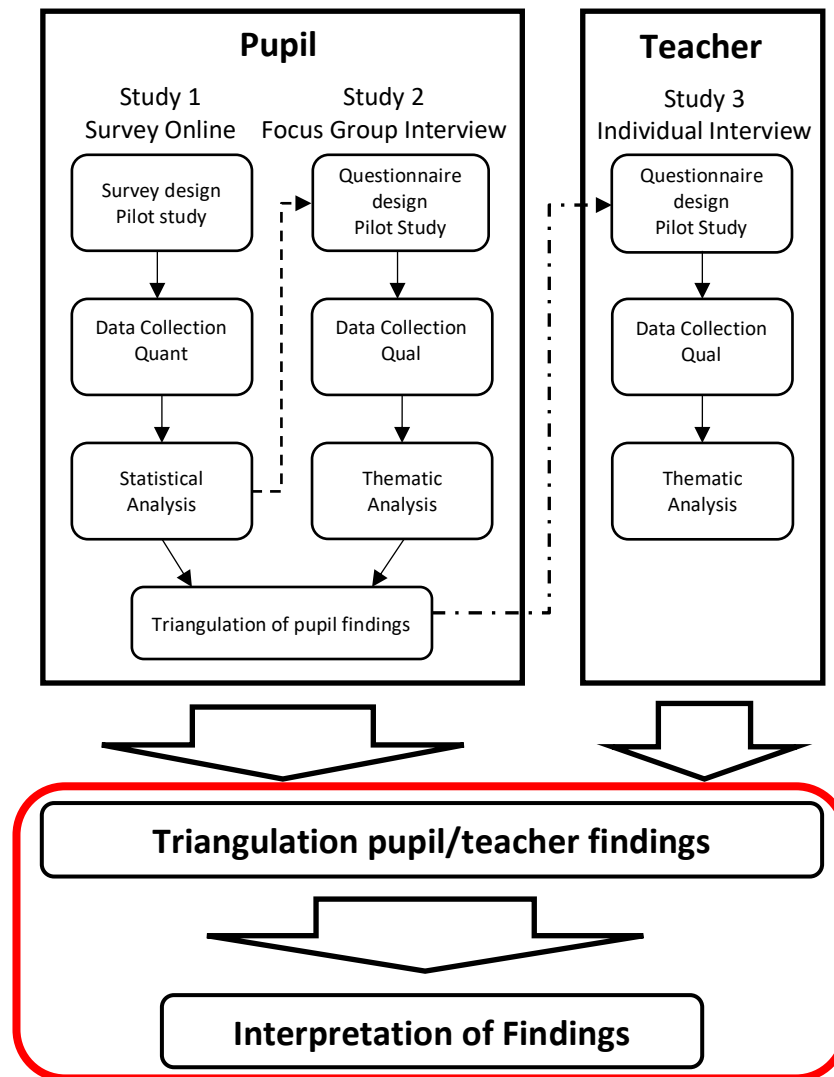 Pupil
Study 1
Survey Online
Survey design
Pilot study
Data Collection
Quant
Statistical
Analysis
Study 2
Focus Group Interview
Questionnaire
design
Pilot Study
Data Collection
Qual
Thematic
Analysis
Triangulation of pupil findings
Teacher
Study 3
Individual Interview
Questionnaire
design
Pilot Study
Data Collection
Qual
Thematic
Analysis
Triangulation pupil/teacher findings
Interpretation of Findings